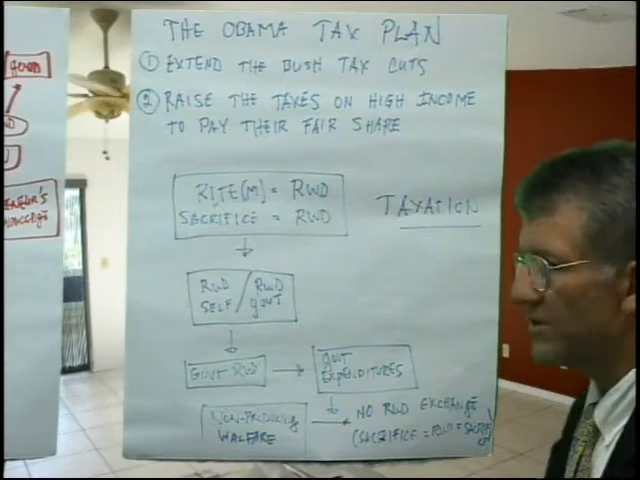 GOOD
THE OBAMA TAX PLAN
① EXTEND THE BUSH TAX CUTS
② RAISE THE TAXES ON HIGH INCOME
TO PAY THEIR FAIR SHARE
RITE(M) = RWD
SACRIFICE = RWD
TAXATION
RWD / RWD
SELF / GOVT
GOVT RWD
GOVT
EXPENDITURES
NON-PRODUCING
WALFARE
NO RWD EXCHANGE
(SACRIFICE = RWD =